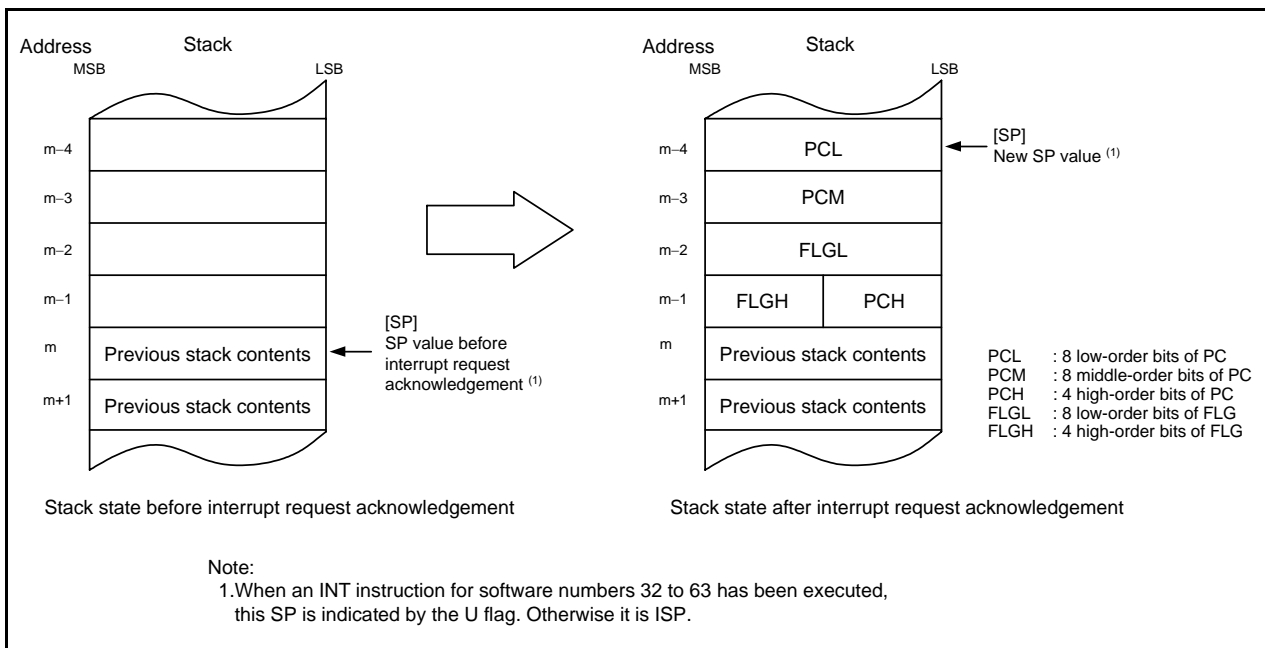 Address Stack
MSB LSB
m−4
m−3
m−2
m−1
m Previous stack contents
m+1 Previous stack contents
[SP]
SP value before
interrupt request
acknowledgement (1)
Stack state before interrupt request acknowledgement
Address Stack
MSB LSB
m−4 PCL
m−3 PCM
m−2 FLGL
m−1 FLGH PCH
m Previous stack contents
m+1 Previous stack contents
[SP]
New SP value (1)
PCL : 8 low-order bits of PC
PCM : 8 middle-order bits of PC
PCH : 4 high-order bits of PC
FLGL : 8 low-order bits of FLG
FLGH : 4 high-order bits of FLG
Stack state after interrupt request acknowledgement
Note:
1.When an INT instruction for software numbers 32 to 63 has been executed,
this SP is indicated by the U flag. Otherwise it is ISP.